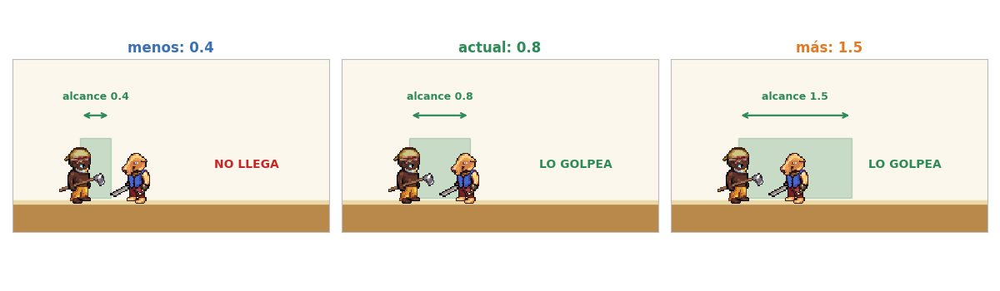 menos: 0.4
alcance 0.4
NO LLEGA
actual: 0.8
alcance 0.8
LO GOLPEA
más: 1.5
alcance 1.5
LO GOLPEA